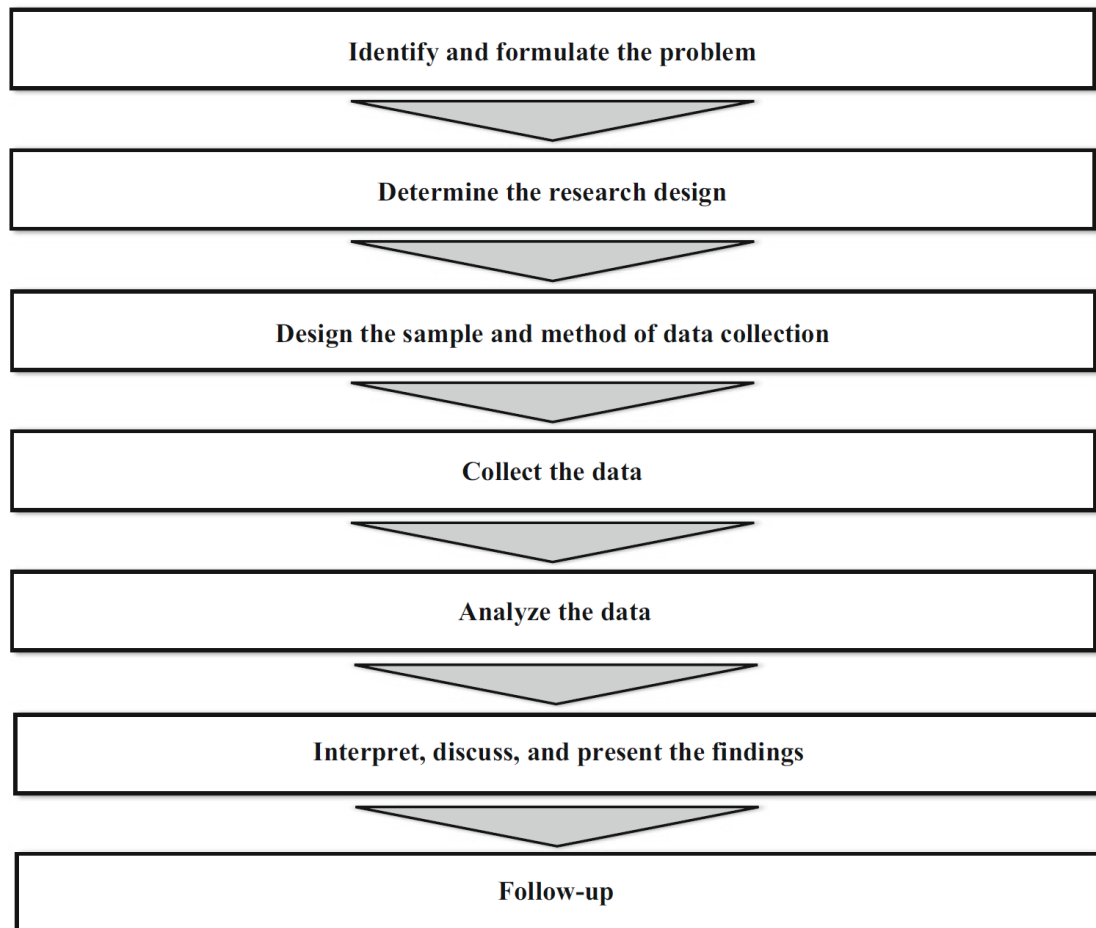 Identify and formulate the problem
Determine the research design
Design the sample and method of data collection
Collect the data
Analyze the data
Interpret, discuss, and present the findings
Follow-up